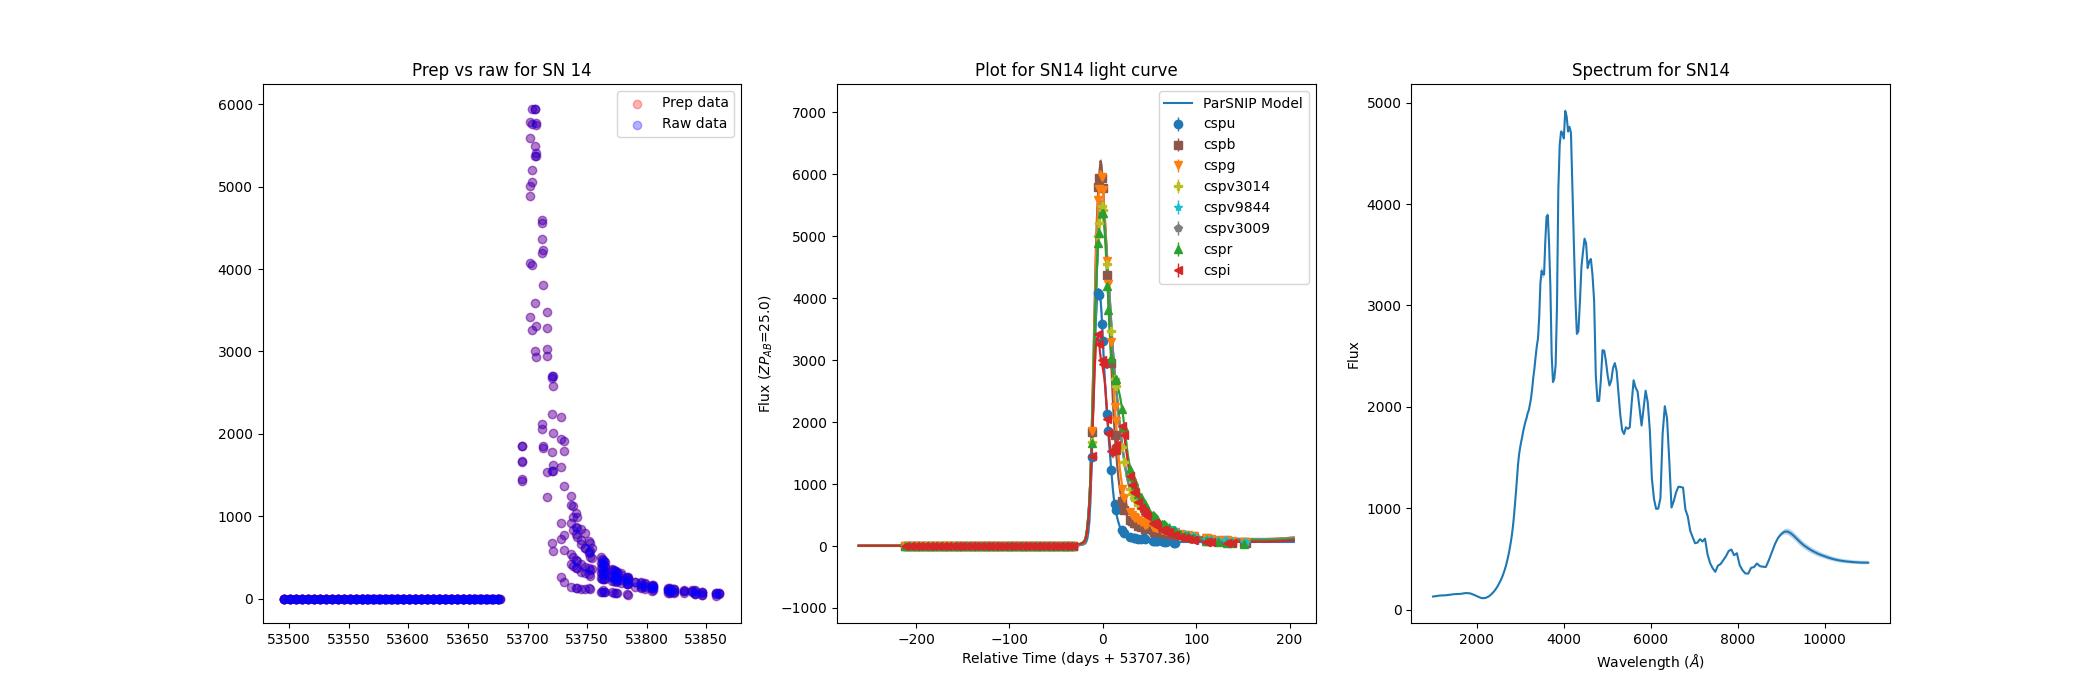 Prep vs raw for SN 14
Prep data
Raw data
6000
5000
4000
3000
2000
1000
0
53500 53550 53600 53650 53700 53750 53800 53850
Plot for SN14 light curve
ParSNIP Model
cspu
cspb
cspg
cspv3014
cspv9844
cspv3009
cspr
cspi
Flux (ZP_AB=25.0)
7000
6000
5000
4000
3000
2000
1000
0
−1000
−200 −100 0 100 200
Relative Time (days + 53707.36)
Spectrum for SN14
Flux
5000
4000
3000
2000
1000
0
2000 4000 6000 8000 10000
Wavelength (Å)